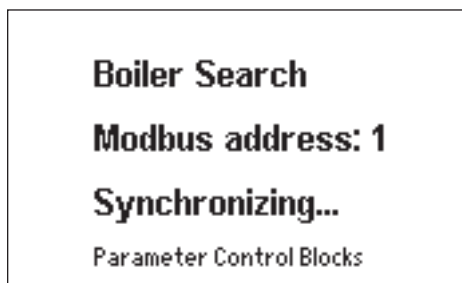 Boiler Search
Modbus address: 1
Synchronizing...
Parameter Control Blocks